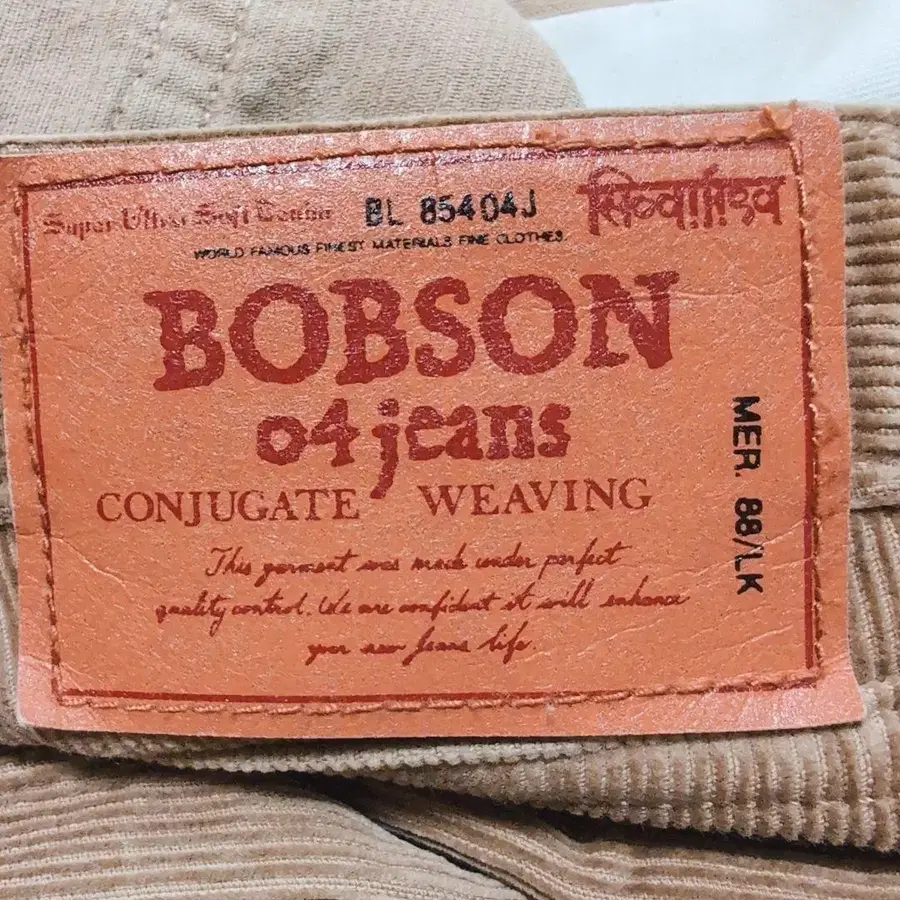 Super Ultra Soft Denim BL 85404J
WORLD FAMOUS FINEST MATERIALS FINE CLOTHES.
BOBSON
04 jeans
CONJUGATE WEAVING
This garment was made under perfect
quality control. We are confident it will enhance
your new Jeans life.
MER. 88/LK